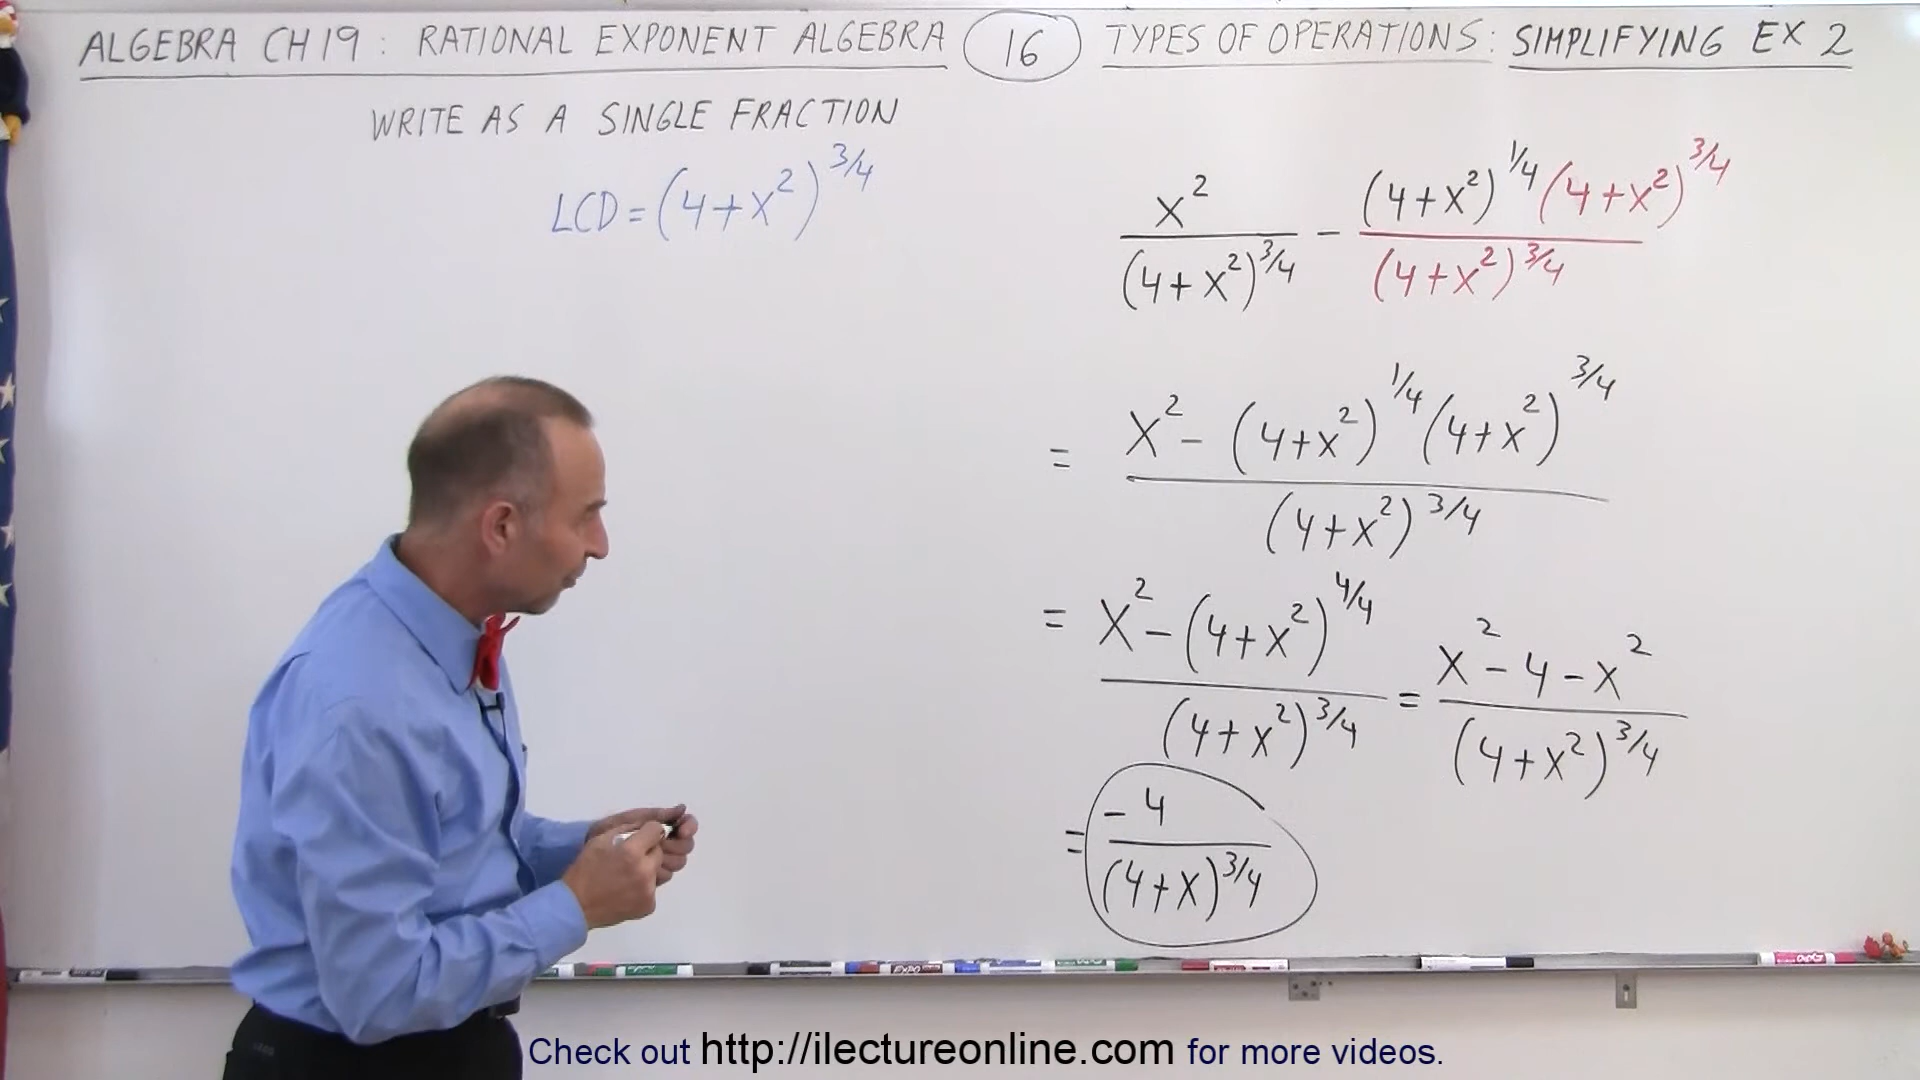 ALGEBRA CH 19: RATIONAL EXPONENT ALGEBRA 16 TYPES OF OPERATIONS: SIMPLIFYING EX 2
WRITE AS A SINGLE FRACTION
LCD = (4+x²)^3/4
x² / (4+x²)^3/4 − (4+x²)^1/4 (4+x²)^3/4 / (4+x²)^3/4
= x² − (4+x²)^1/4 (4+x²)^3/4 / (4+x²)^3/4
= x² − (4+x²)^4/4 / (4+x²)^3/4 = x² − 4 − x² / (4+x²)^3/4
= −4 / (4+x)^3/4
EXPO
Check out http://ilectureonline.com for more videos.